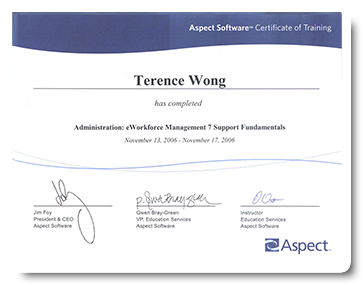 Aspect Software™ Certificate of Training
Terence Wong
has completed
Administration: eWorkforce Management 7 Support Fundamentals
November 13, 2006 - November 17, 2006
Jim Foy
President & CEO
Aspect Software
Gwen Bray-Green
VP, Education Services
Aspect Software
Instructor
Education Services
Aspect Software
Aspect.